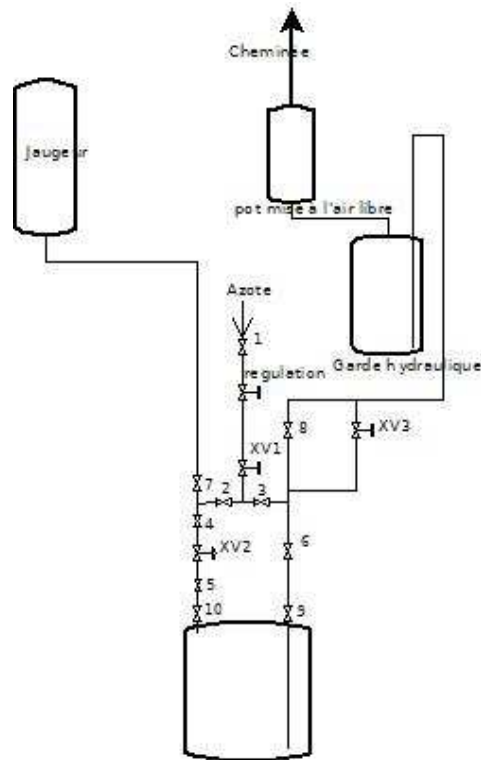 Cheminee
Jaugeur
pot mise à l'air libre
Azote
1
Garde hydraulique
regulation
8
XV3
XV1
7
2
3
4
XV2
6
5
10
9